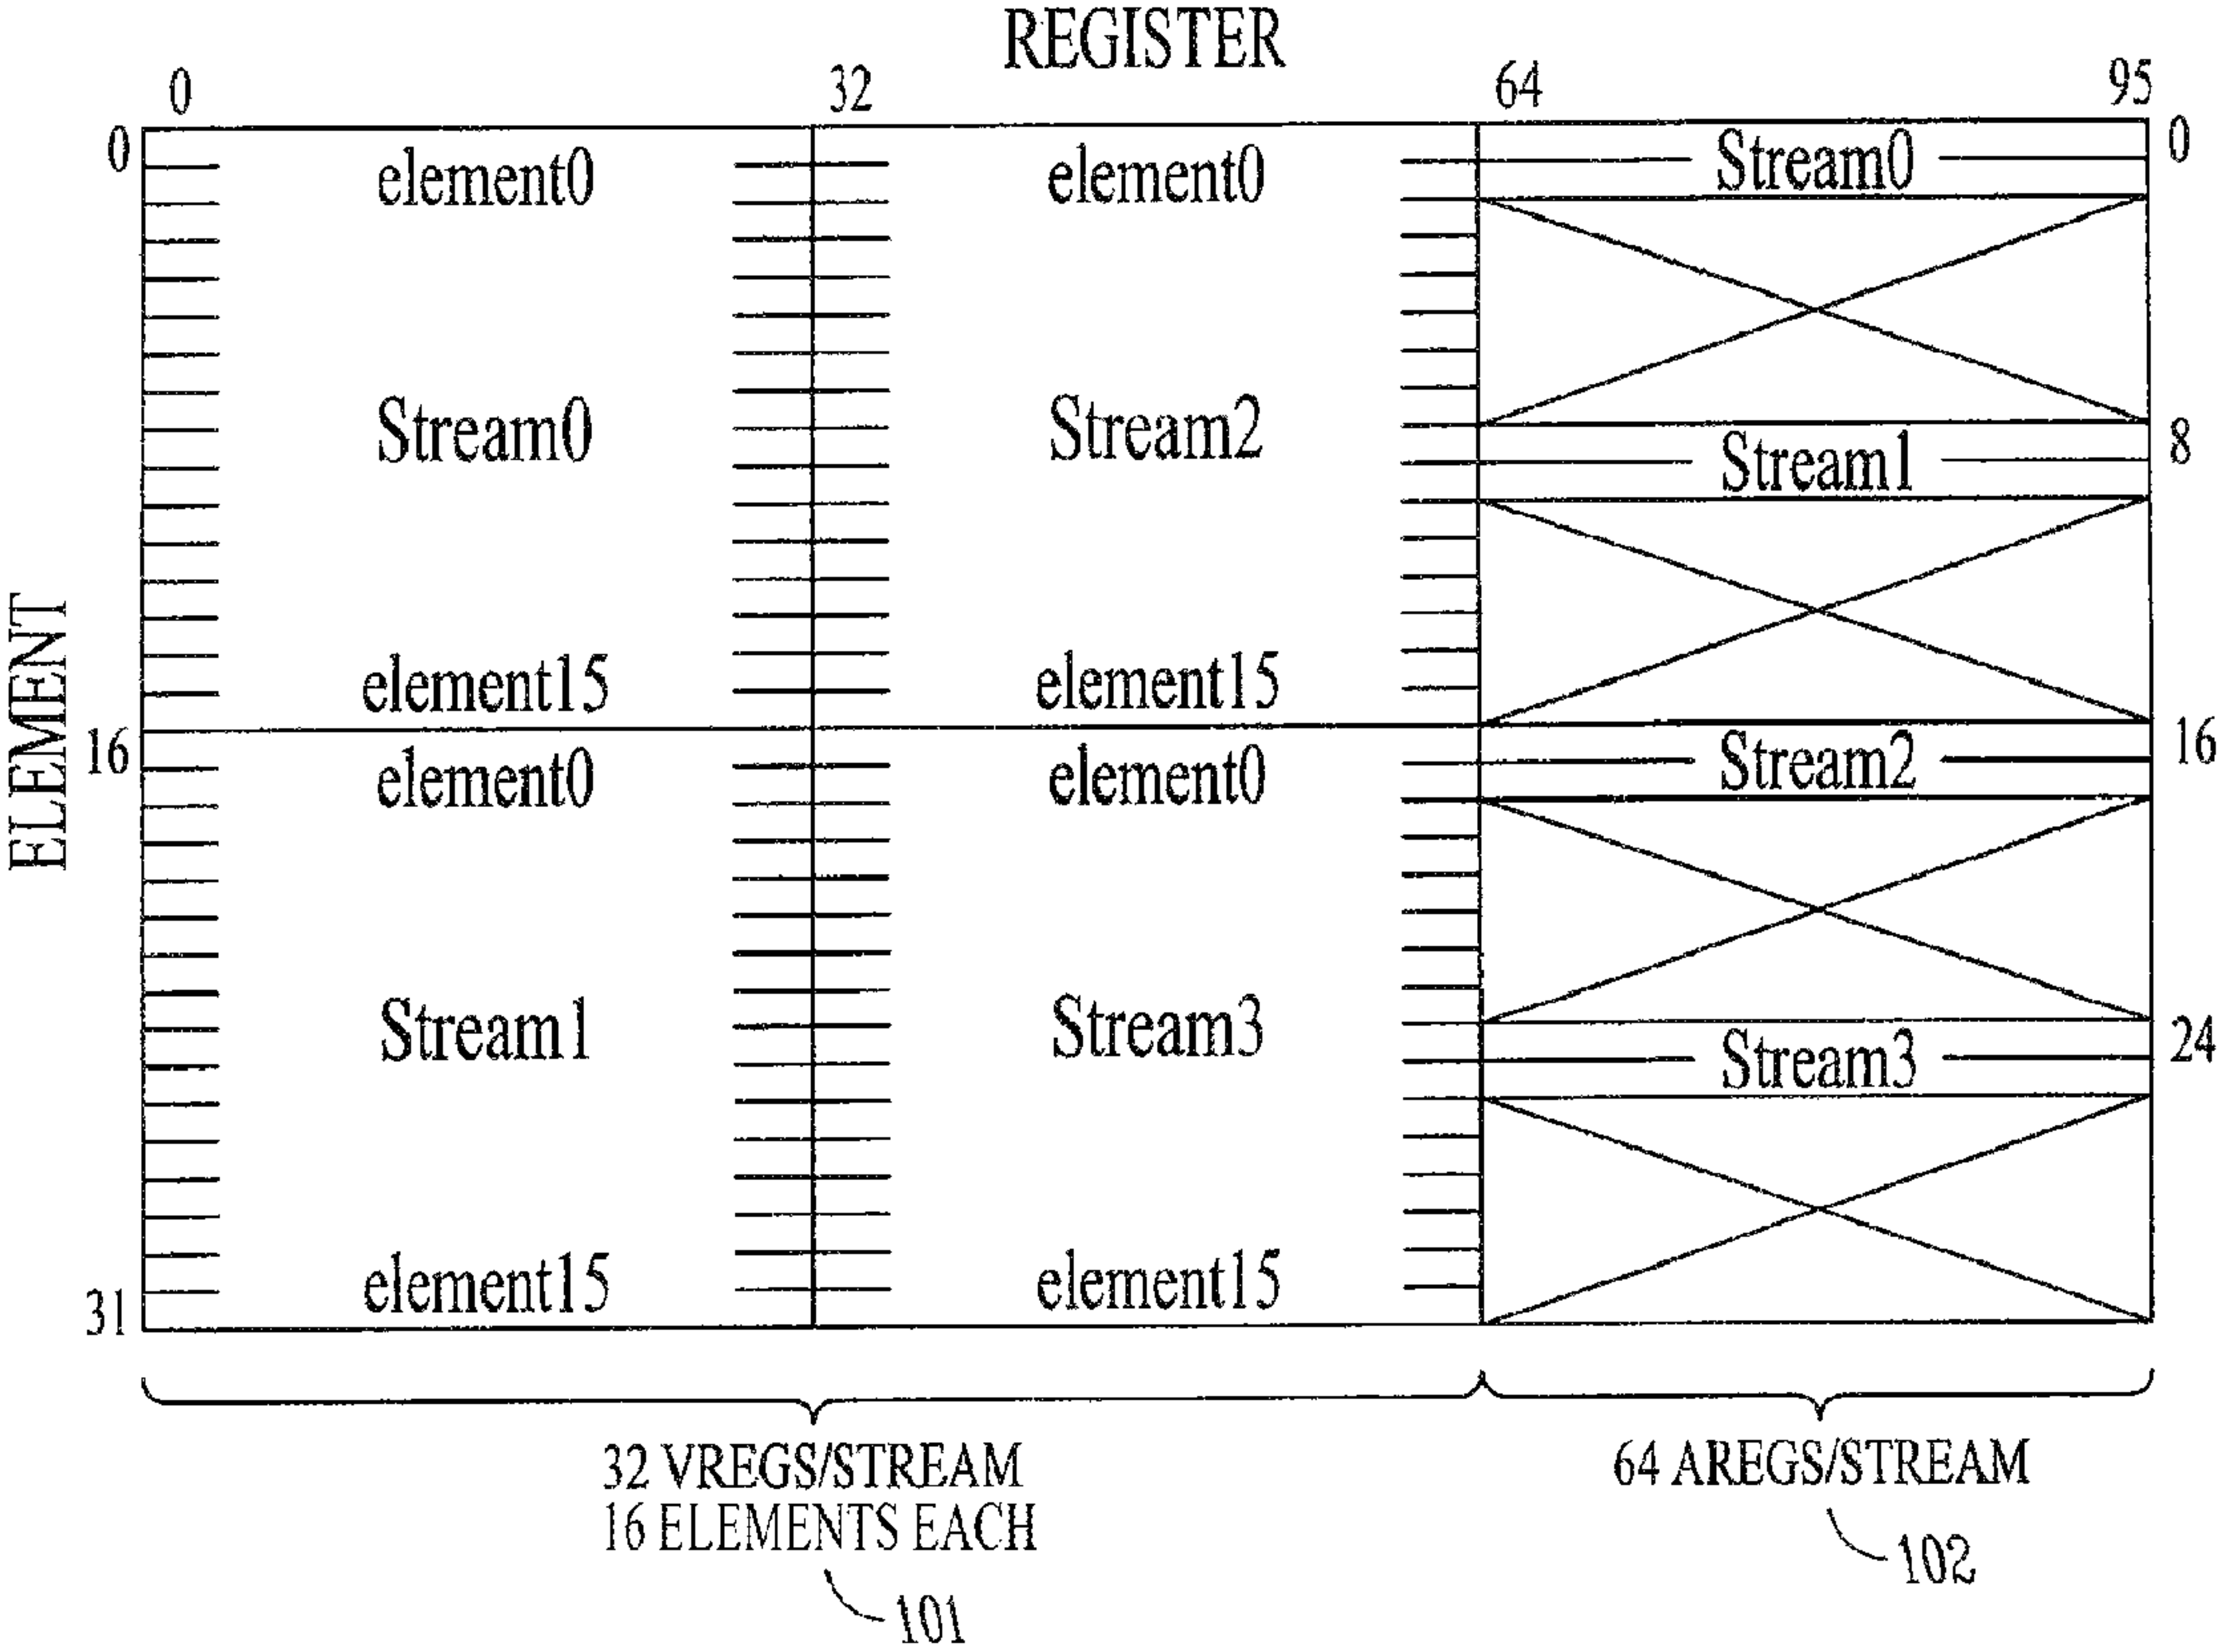 REGISTER
0 32 64 95
0 element0 element0 Stream0 0
Stream0 Stream2 Stream1 8
element15 element15
ELEMENT
16 element0 element0 Stream2 16
Stream1 Stream3 Stream3 24
31 element15 element15
32 VREGS/STREAM
16 ELEMENTS EACH
101
64 AREGS/STREAM
102